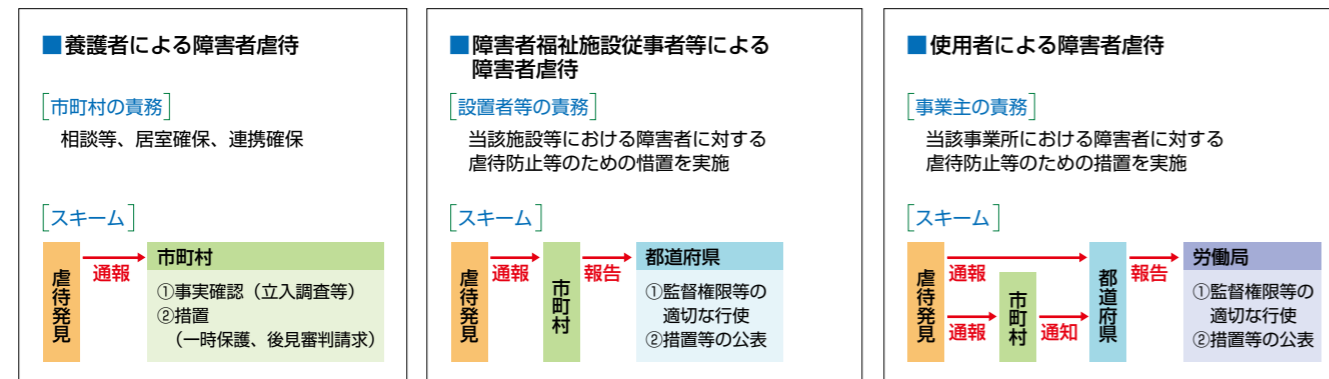 ■養護者による障害者虐待
[市町村の責務]
相談等、居室確保、連携確保
[スキーム]
虐待発見
通報
市町村
①事実確認（立入調査等）
②措置
（一時保護、後見審判請求）
■障害者福祉施設従事者等による
障害者虐待
[設置者等の責務]
当該施設等における障害者に対する
虐待防止等のための惜置を実施
[スキーム]
虐待発見
通報
市町村
報告
都道府県
①監督権限等の
適切な行使
②措置等の公表
■使用者による障害者虐待
[事業主の責務]
当該事業所における障害者に対する
虐待防止等のための措置を実施
[スキーム]
虐待発見
通報
通報
市町村
通知
都道府県
報告
労働局
①監督権限等の
適切な行使
②措置等の公表